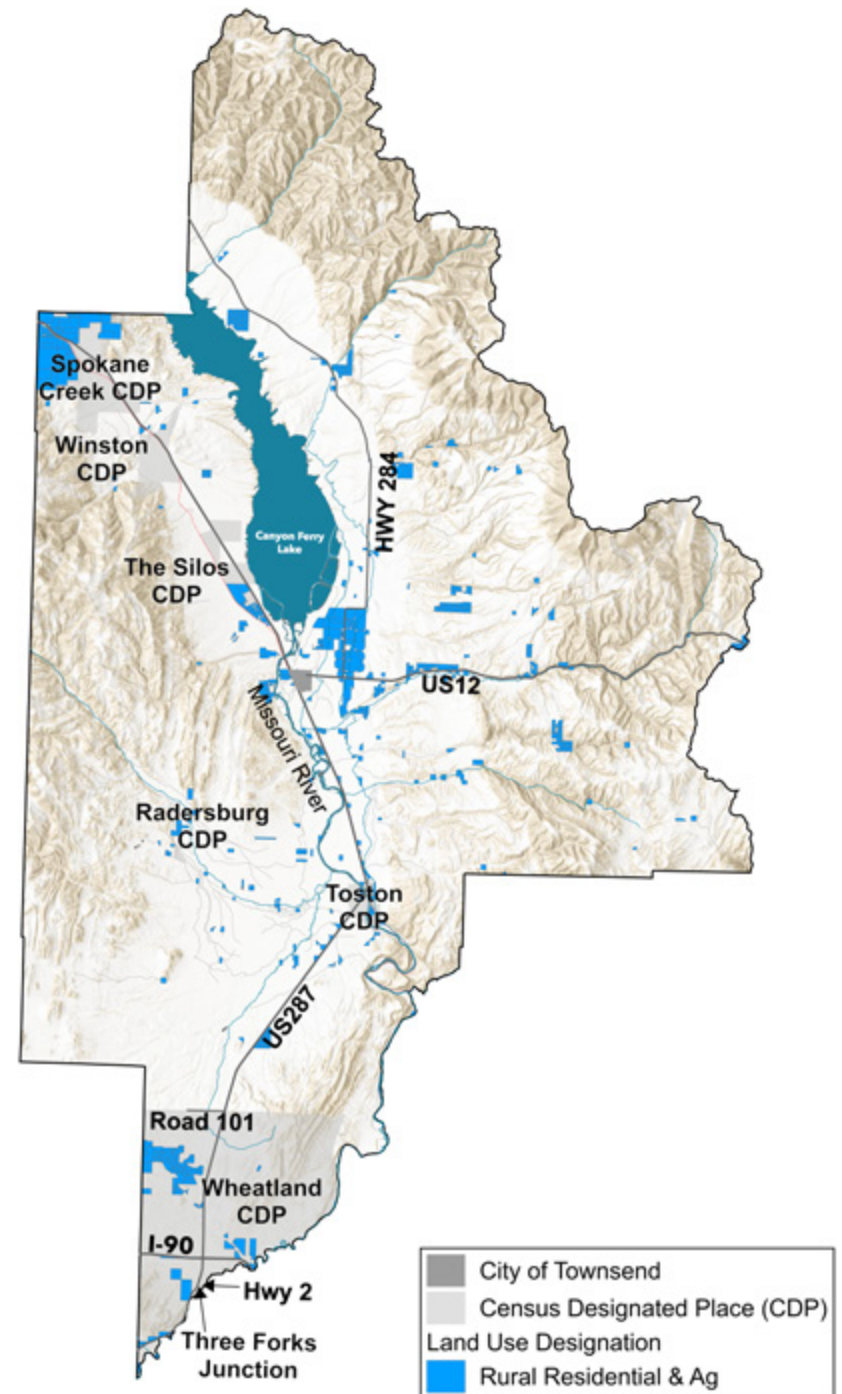 Spokane
Creek CDP
Winston
CDP
HWY 284
Canyon Ferry
Lake
The Silos
CDP
US12
Missouri River
Radersburg
CDP
Toston
CDP
US287
Road 101
Wheatland
CDP
I-90
Hwy 2
Three Forks
Junction
City of Townsend
Census Designated Place (CDP)
Land Use Designation
Rural Residential & Ag